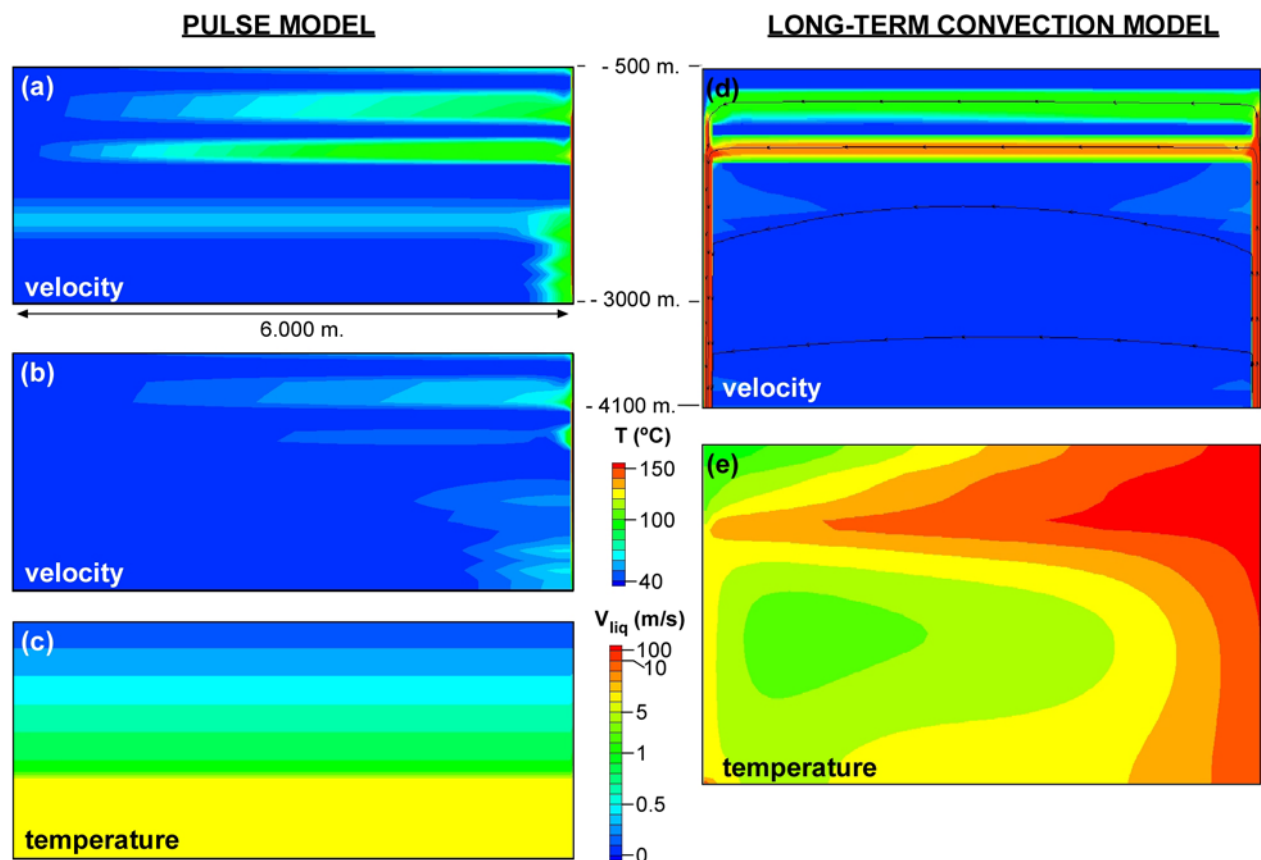 PULSE MODEL
LONG-TERM CONVECTION MODEL
(a)
velocity
- 500 m.
- 3000 m.
6.000 m.
(d)
velocity
(b)
velocity
- 4100 m.
T (ºC)
150
100
40
(e)
temperature
(c)
temperature
Vliq (m/s)
100
10
5
1
0.5
0